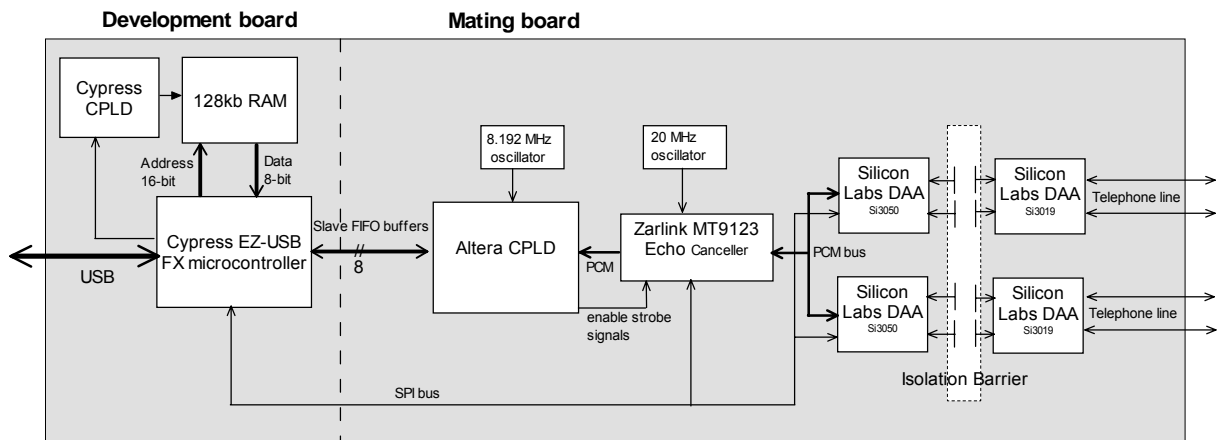 Development board
Mating board
Cypress
CPLD
128kb RAM
8.192 MHz
oscillator
20 MHz
oscillator
Address
16-bit
Data
8-bit
Silicon
Labs DAA
Si3050
Silicon
Labs DAA
Si3019
Telephone line
Cypress EZ-USB
FX microcontroller
Slave FIFO buffers
8
Altera CPLD
Zarlink MT9123
Echo Canceller
PCM
PCM bus
USB
enable strobe
signals
Silicon
Labs DAA
Si3050
Silicon
Labs DAA
Si3019
Telephone line
Isolation Barrier
SPI bus